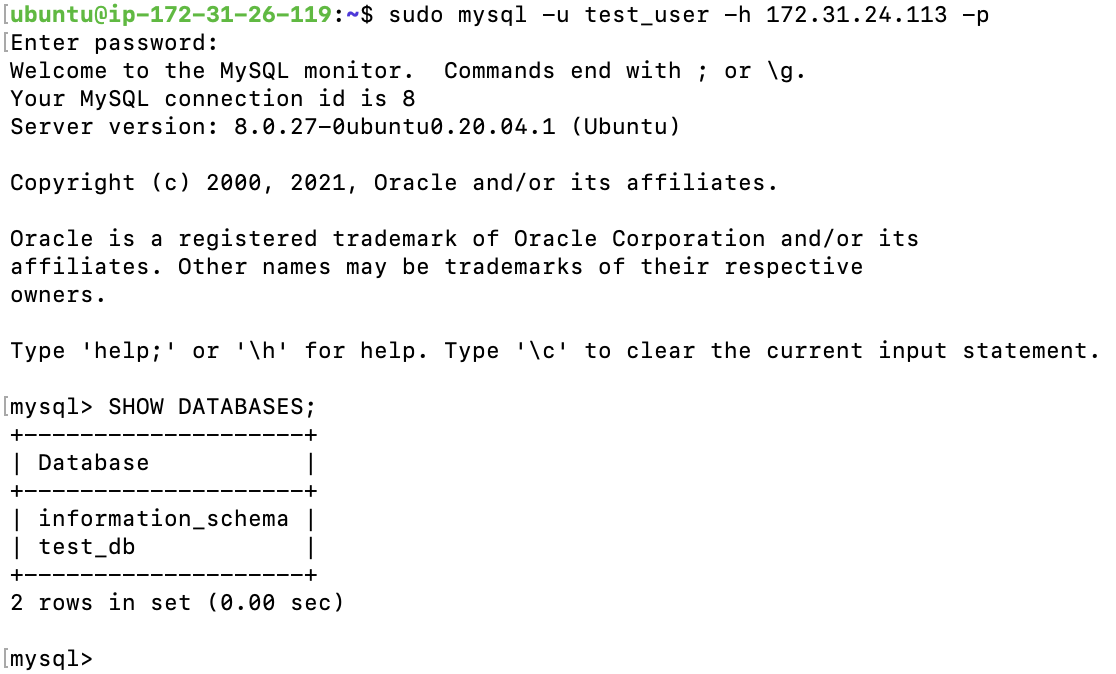 [ubuntu@ip-172-31-26-119:~$ sudo mysql -u test_user -h 172.31.24.113 -p
[Enter password:
Welcome to the MySQL monitor.  Commands end with ; or \g.
Your MySQL connection id is 8
Server version: 8.0.27-0ubuntu0.20.04.1 (Ubuntu)

Copyright (c) 2000, 2021, Oracle and/or its affiliates.

Oracle is a registered trademark of Oracle Corporation and/or its
affiliates. Other names may be trademarks of their respective
owners.

Type 'help;' or '\h' for help. Type '\c' to clear the current input statement.

[mysql> SHOW DATABASES;
+--------------------+
| Database           |
+--------------------+
| information_schema |
| test_db            |
+--------------------+
2 rows in set (0.00 sec)

[mysql>